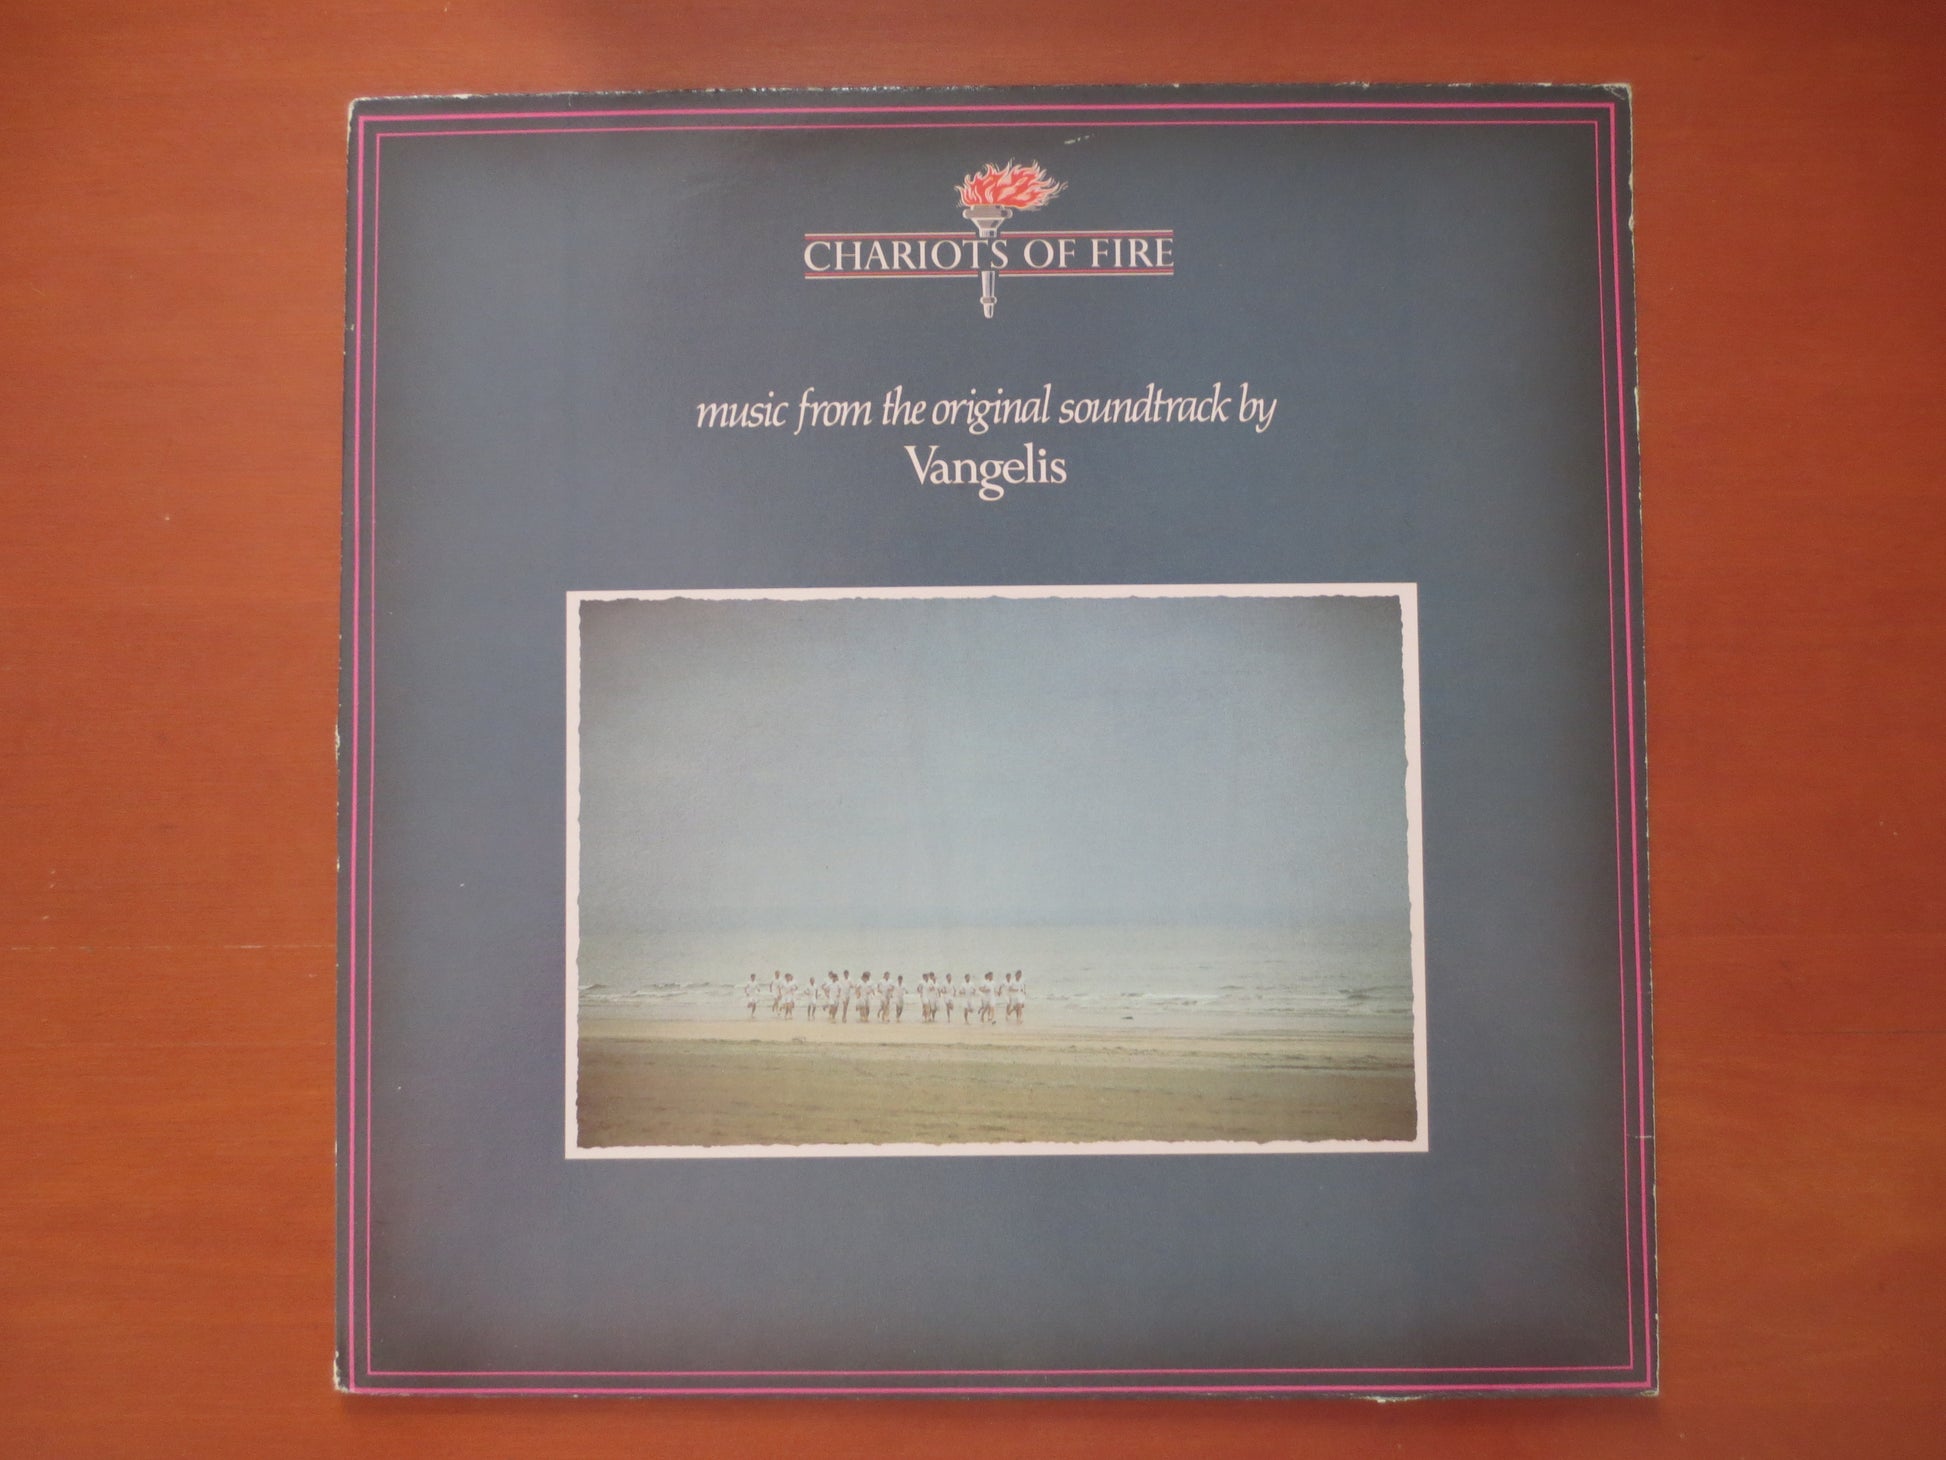 CHARIOTS OF FIRE
music from the original soundtrack by
Vangelis